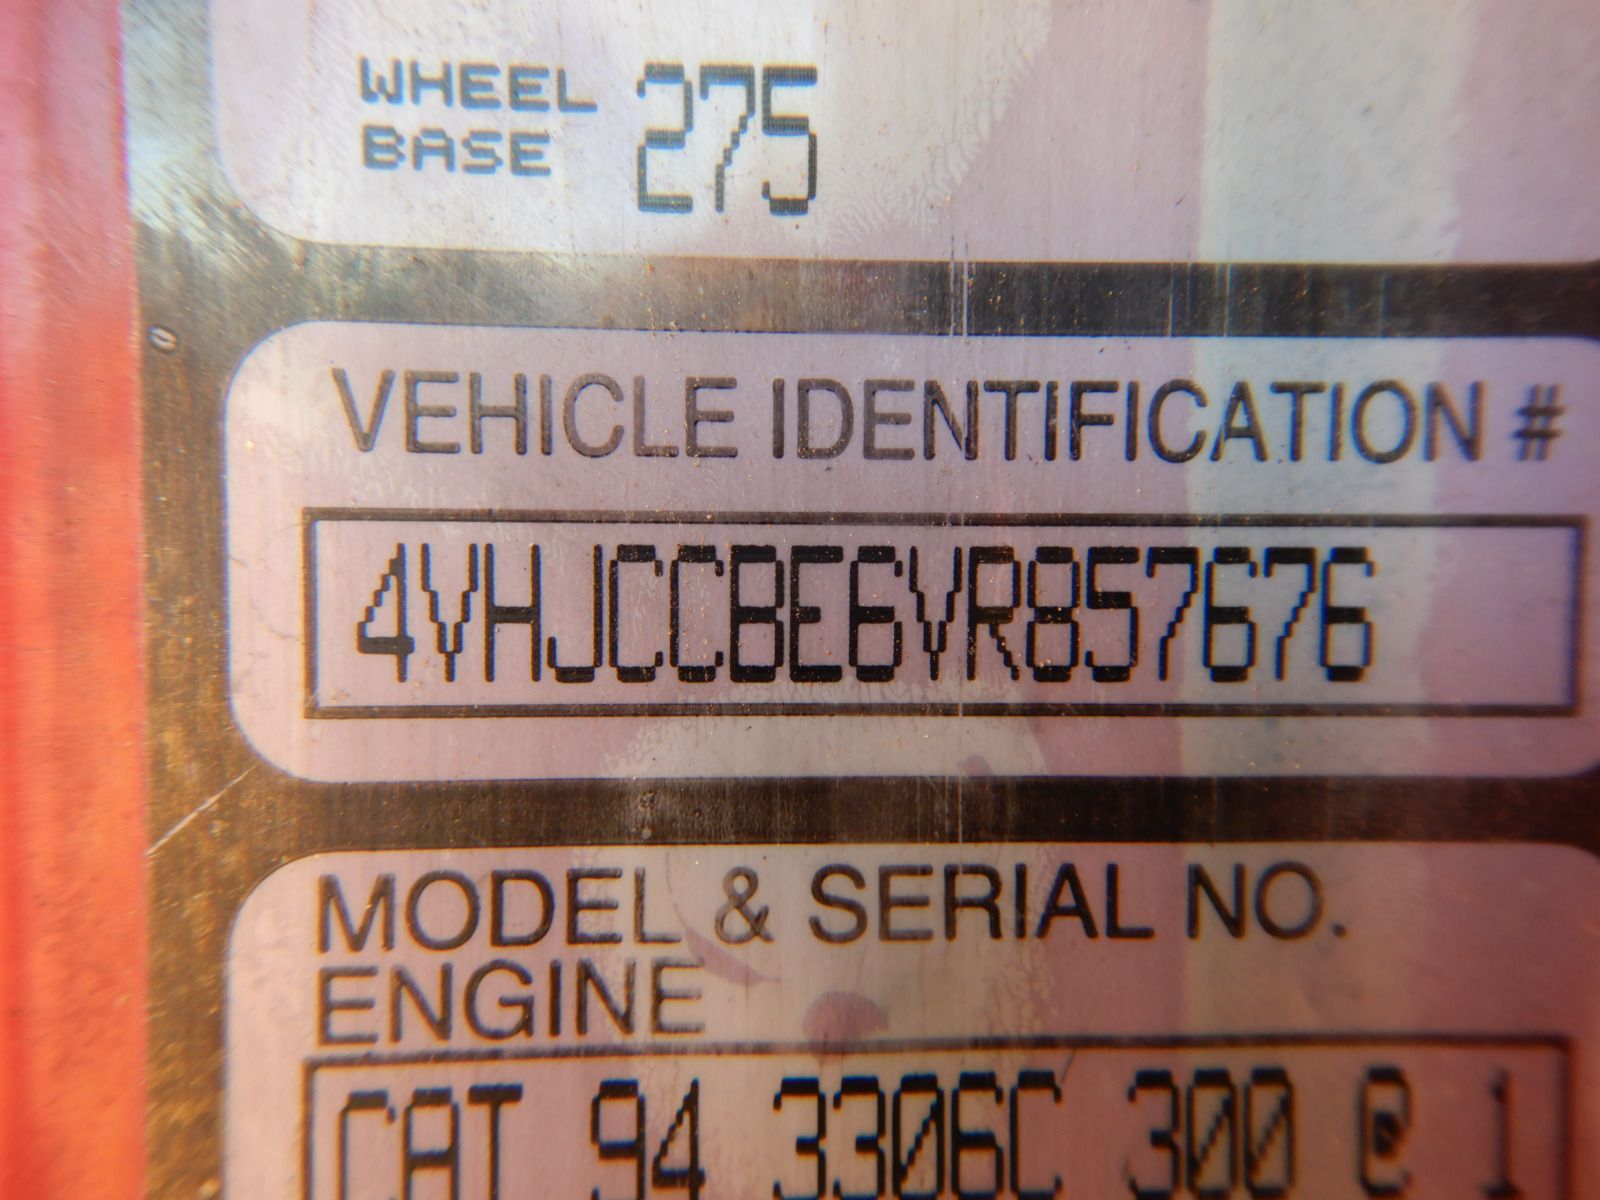 WHEEL
BASE 275
VEHICLE IDENTIFICATION #
4VHJCCBE6VR857676
MODEL & SERIAL NO.
ENGINE
CAT 94 3306C 300 @ 1